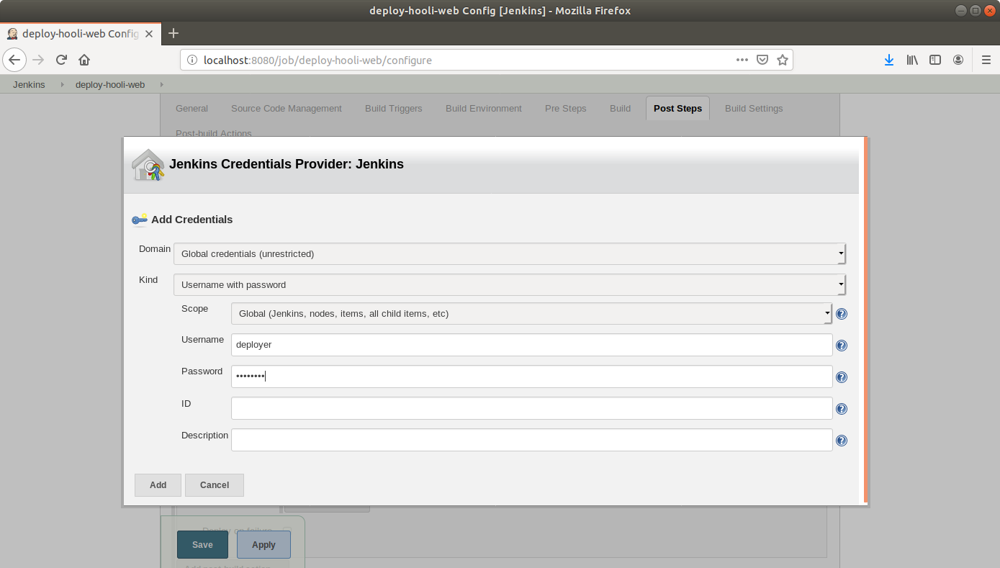 deploy-hooli-web Config [Jenkins] - Mozilla Firefox
deploy-hooli-web Config
localhost:8080/job/deploy-hooli-web/configure
Jenkins deploy-hooli-web
General Source Code Management Build Triggers Build Environment Pre Steps Build Post Steps Build Settings
Post-build Actions
Jenkins Credentials Provider: Jenkins
Add Credentials
Domain Global credentials (unrestricted)
Kind Username with password
Scope Global (Jenkins, nodes, items, all child items, etc)
Username deployer
Password ••••••••
ID
Description
Add Cancel
Deploy on failure
Save Apply
Add post-build action